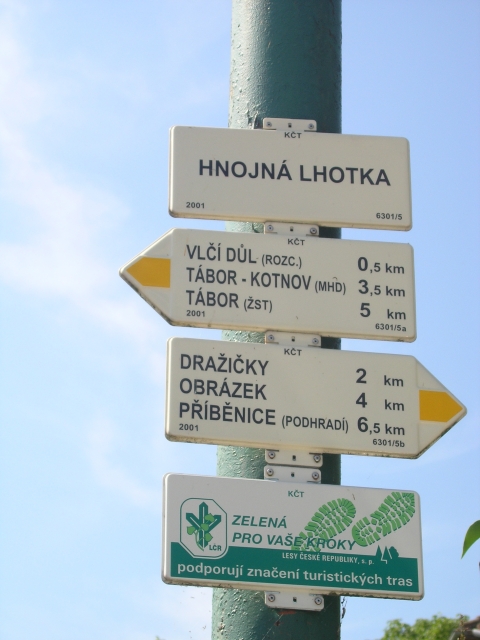 KČT
HNOJNÁ LHOTKA
2001 6301/5
KČT
VLČÍ DŮL (ROZC.) 0,5 km
TÁBOR - KOTNOV (MHD) 3,5 km
TÁBOR (ŽST) 5 km
2001 6301/5a
KČT
DRAŽIČKY 2 km
OBRÁZEK 4 km
PŘÍBĚNICE (PODHRADÍ) 6,5 km
2001 6301/5b
KČT
ZELENÁ
PRO VAŠE KROKY
LČR
LESY ČESKÉ REPUBLIKY, s. p.
podporují značení turistických tras